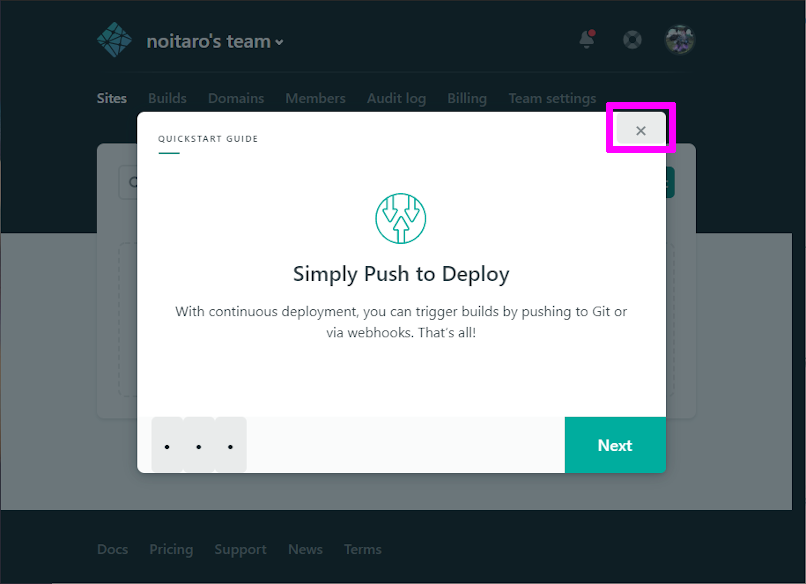 noitaro's team
Sites Builds Domains Members Audit log Billing Team settings
QUICKSTART GUIDE
Simply Push to Deploy
With continuous deployment, you can trigger builds by pushing to Git or
via webhooks. That's all!
Next
Docs Pricing Support News Terms